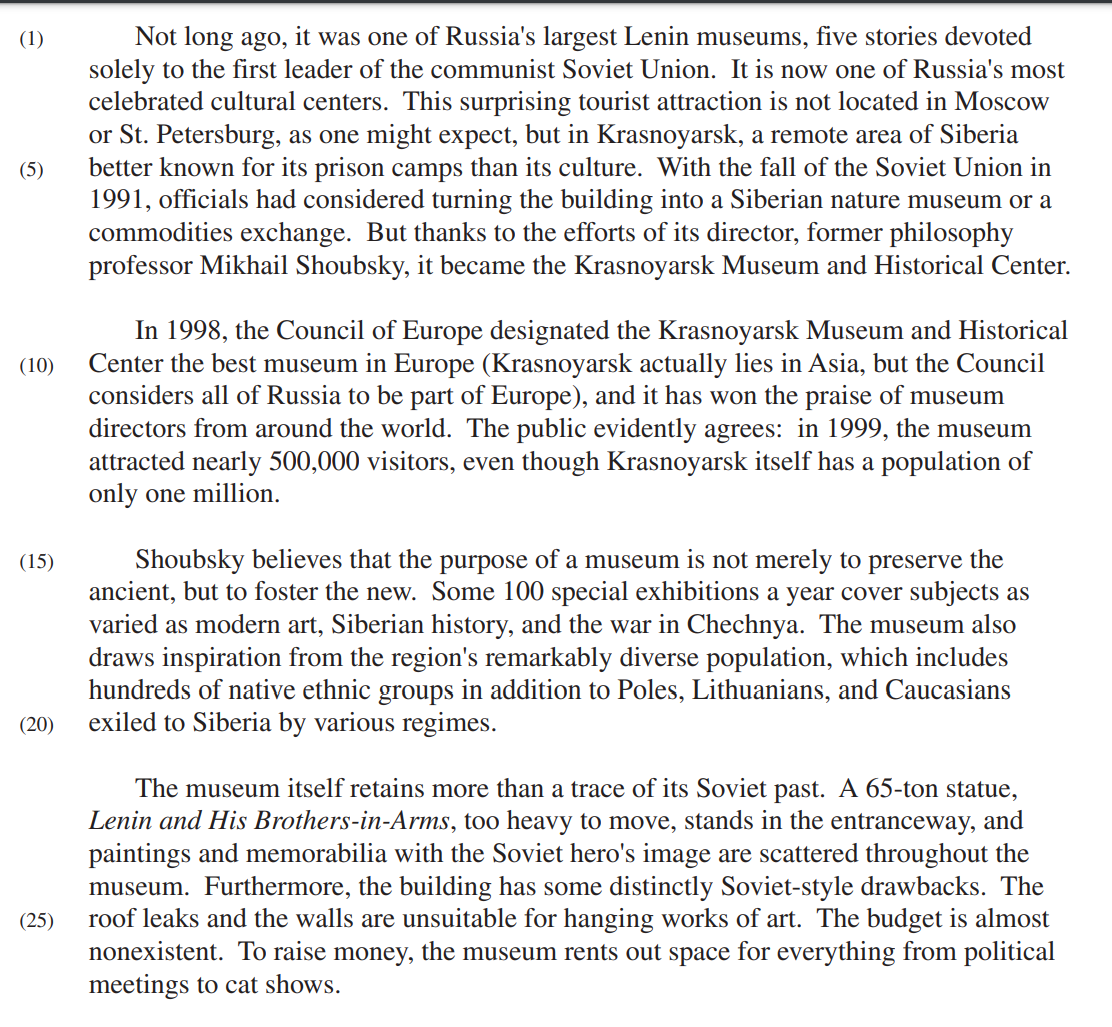 (1) Not long ago, it was one of Russia's largest Lenin museums, five stories devoted
solely to the first leader of the communist Soviet Union. It is now one of Russia's most
celebrated cultural centers. This surprising tourist attraction is not located in Moscow
or St. Petersburg, as one might expect, but in Krasnoyarsk, a remote area of Siberia
(5) better known for its prison camps than its culture. With the fall of the Soviet Union in
1991, officials had considered turning the building into a Siberian nature museum or a
commodities exchange. But thanks to the efforts of its director, former philosophy
professor Mikhail Shoubsky, it became the Krasnoyarsk Museum and Historical Center.
In 1998, the Council of Europe designated the Krasnoyarsk Museum and Historical
(10) Center the best museum in Europe (Krasnoyarsk actually lies in Asia, but the Council
considers all of Russia to be part of Europe), and it has won the praise of museum
directors from around the world. The public evidently agrees: in 1999, the museum
attracted nearly 500,000 visitors, even though Krasnoyarsk itself has a population of
only one million.
(15) Shoubsky believes that the purpose of a museum is not merely to preserve the
ancient, but to foster the new. Some 100 special exhibitions a year cover subjects as
varied as modern art, Siberian history, and the war in Chechnya. The museum also
draws inspiration from the region's remarkably diverse population, which includes
hundreds of native ethnic groups in addition to Poles, Lithuanians, and Caucasians
(20) exiled to Siberia by various regimes.
The museum itself retains more than a trace of its Soviet past. A 65-ton statue,
Lenin and His Brothers-in-Arms, too heavy to move, stands in the entranceway, and
paintings and memorabilia with the Soviet hero's image are scattered throughout the
museum. Furthermore, the building has some distinctly Soviet-style drawbacks. The
(25) roof leaks and the walls are unsuitable for hanging works of art. The budget is almost
nonexistent. To raise money, the museum rents out space for everything from political
meetings to cat shows.